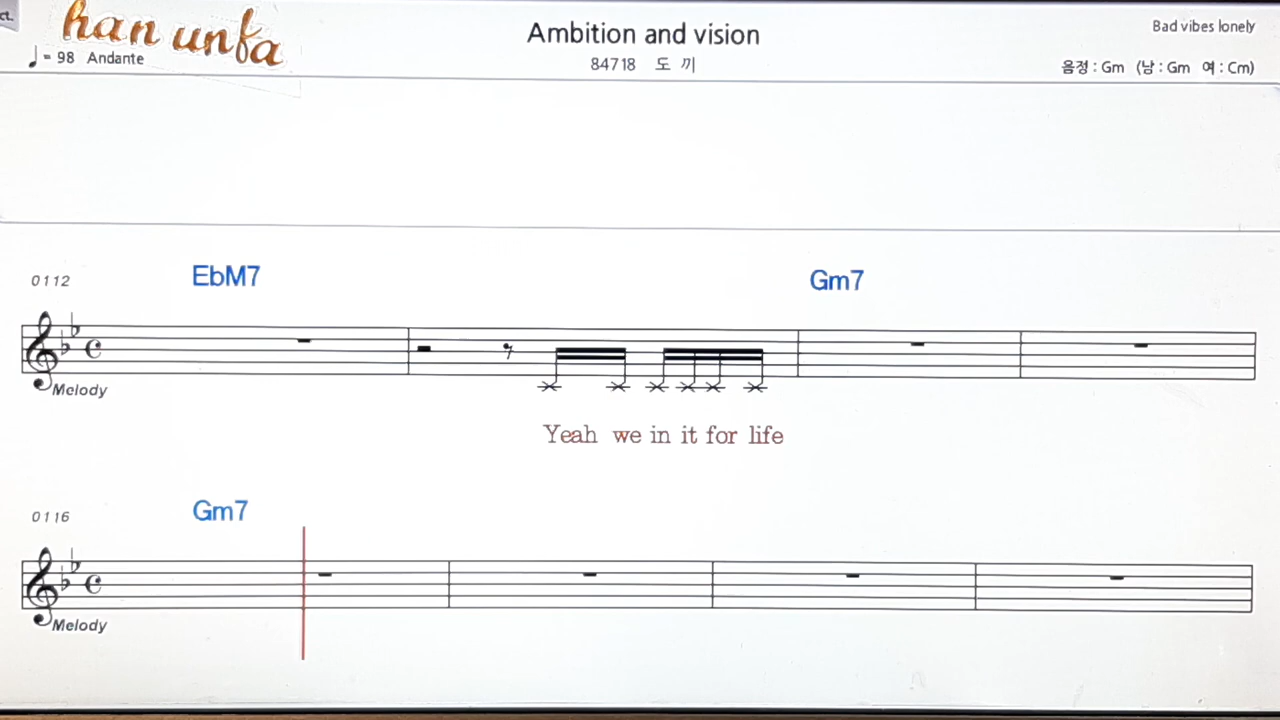 ct.
han unfa
Ambition and vision
Bad vibes lonely
♩= 98 Andante
84718 도 끼
음정 : Gm (남 : Gm 여 : Cm)
0112
EbM7
Gm7
Melody
Yeah we in it for life
0116
Gm7
Melody